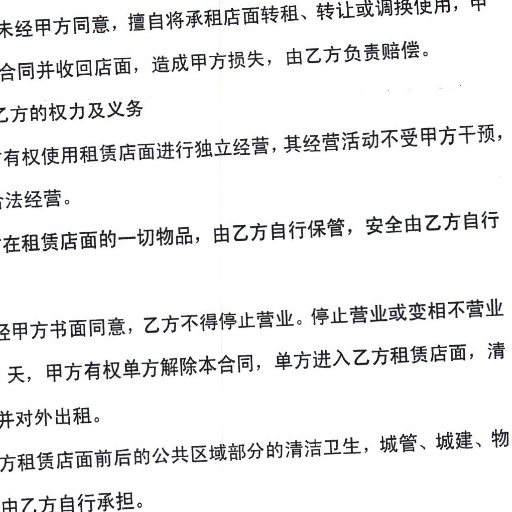 未经甲方同意，擅自将承租店面转租、转让或调换使用，甲
合同并收回店面，造成甲方损失，由乙方负责赔偿。
乙方的权力及义务
有权使用租赁店面进行独立经营，其经营活动不受甲方干预，
合法经营。
在租赁店面的一切物品，由乙方自行保管，安全由乙方自行
经甲方书面同意，乙方不得停止营业。停止营业或变相不营业
天，甲方有权单方解除本合同，单方进入乙方租赁店面，清
并对外出租。
方租赁店面前后的公共区域部分的清洁卫生，城管、城建、物
由乙方自行承担。